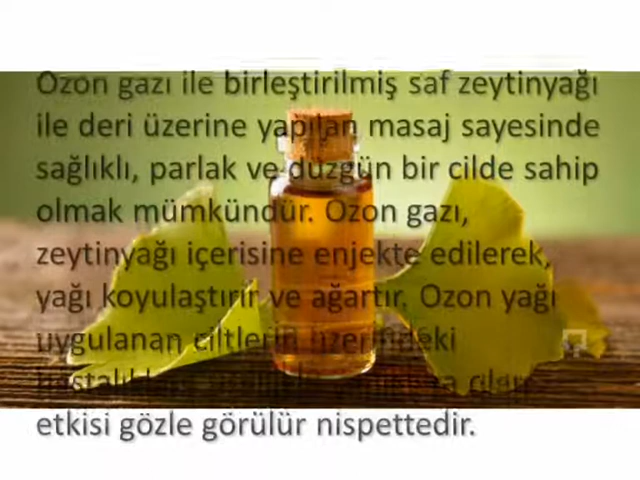 Ozon gazı ile birleştirilmiş saf zeytinyağı
ile deri üzerine yapılan masaj sayesinde
sağlıklı, parlak ve düzgün bir cilde sahip
olmak mümkündür. Ozon gazı,
zeytinyağı içerisine enjekte edilerek,
yağı koyulaştırır ve ağartır. Ozon yağı
uygulanan ciltlerin üzerindeki
etkisi gözle görülür nispettedir.